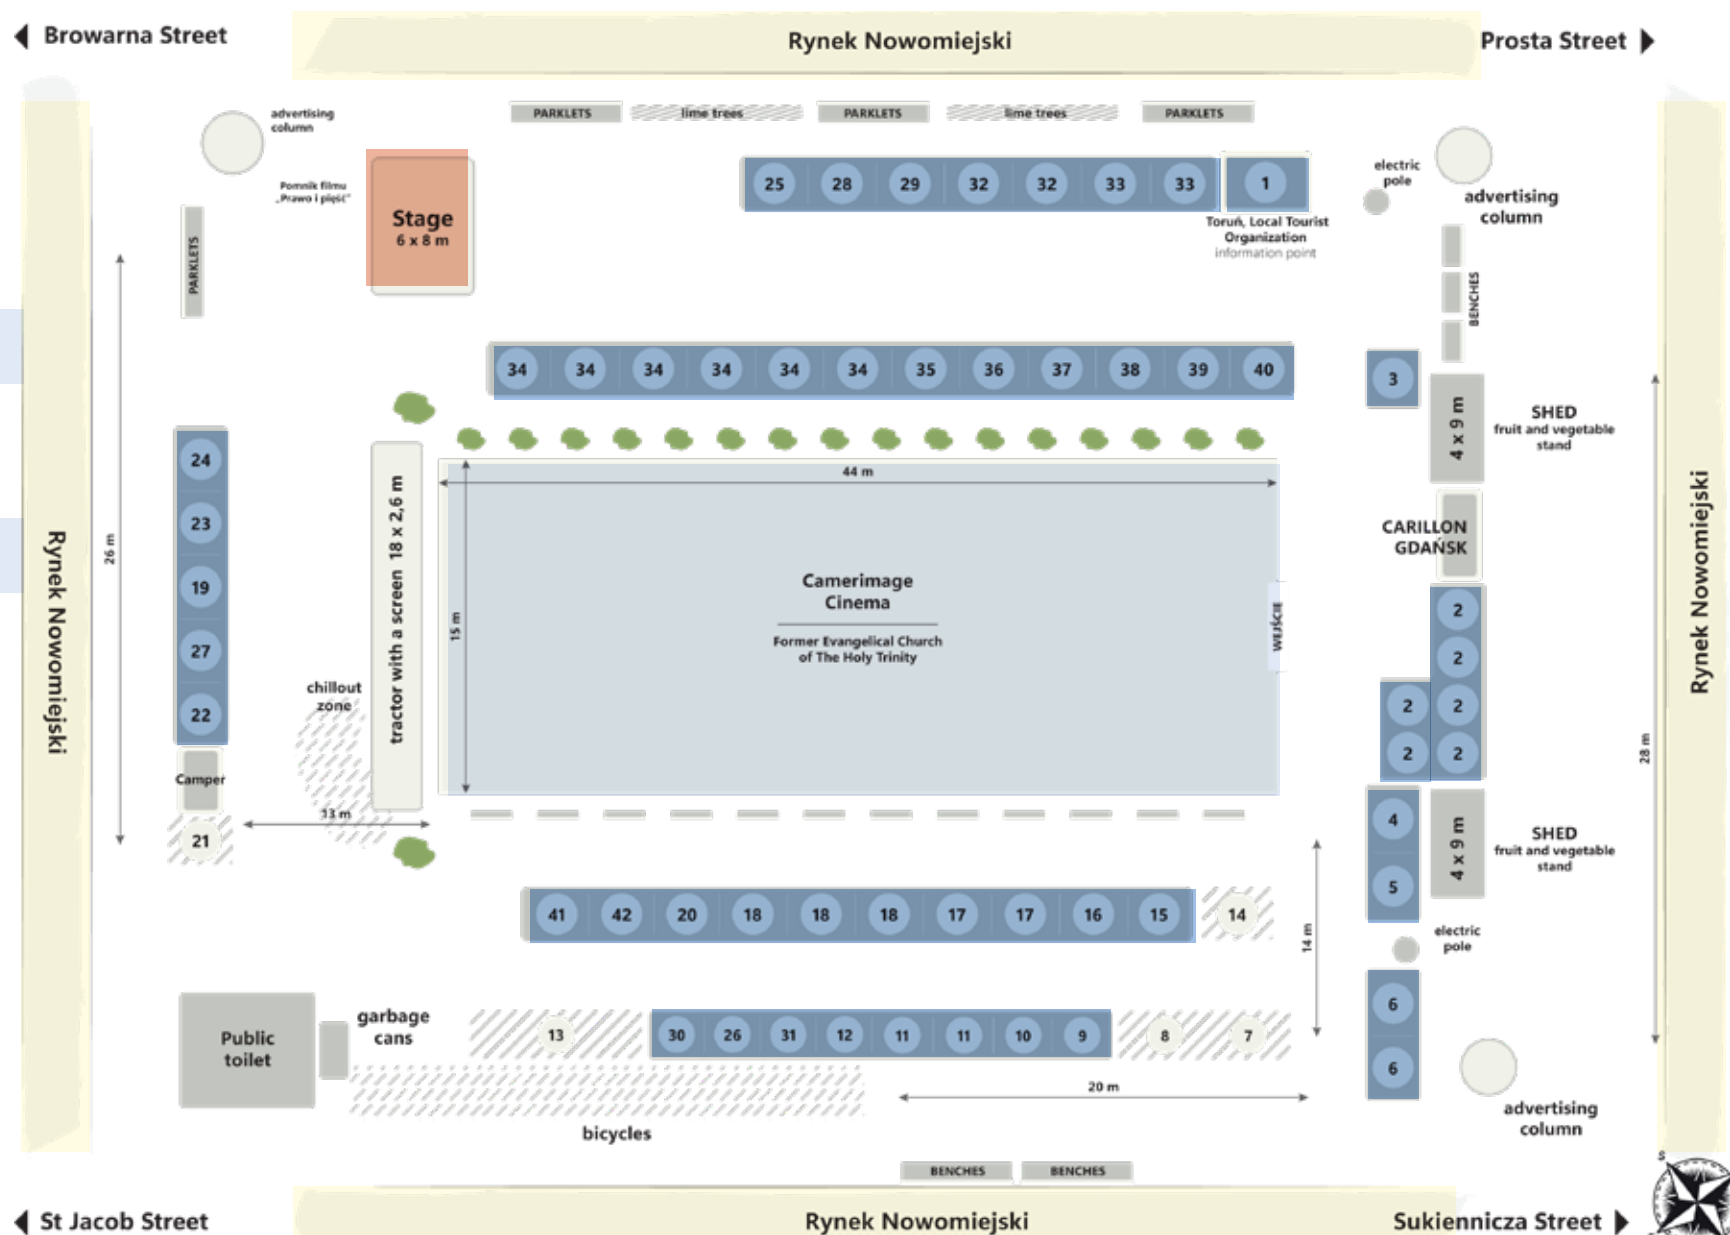 Browarna Street
Rynek Nowomiejski
Prosta Street
advertising
column
PARKLETS
lime trees
PARKLETS
lime trees
PARKLETS
Pomnik filmu
„Prawo i pięść”
Stage
6 x 8 m
25 28 29 32 32 33 33 1
Toruń, Local Tourist
Organization
information point
electric
pole
advertising
column
PARKLETS
BENCHES
34 34 34 34 34 34 35 36 37 38 39 40
3
4 x 9 m
SHED
fruit and vegetable
stand
24
23
19
27
22
Camper
21
26 m
Rynek Nowomiejski
13 m
chillout
zone
tractor with a screen 18 x 2,6 m
44 m
15 m
Camerimage
Cinema
Former Evangelical Church
of The Holy Trinity
WEJŚCIE
CARILLON
GDAŃSK
2
2
2 2
2 2
4
5
4 x 9 m
SHED
fruit and vegetable
stand
28 m
Rynek Nowomiejski
41 42 20 18 18 18 17 17 16 15 14
14 m
electric
pole
6
6
Public
toilet
garbage
cans
13 30 26 31 12 11 11 10 9 8 7
20 m
bicycles
advertising
column
BENCHES
BENCHES
S
St Jacob Street
Rynek Nowomiejski
Sukiennicza Street